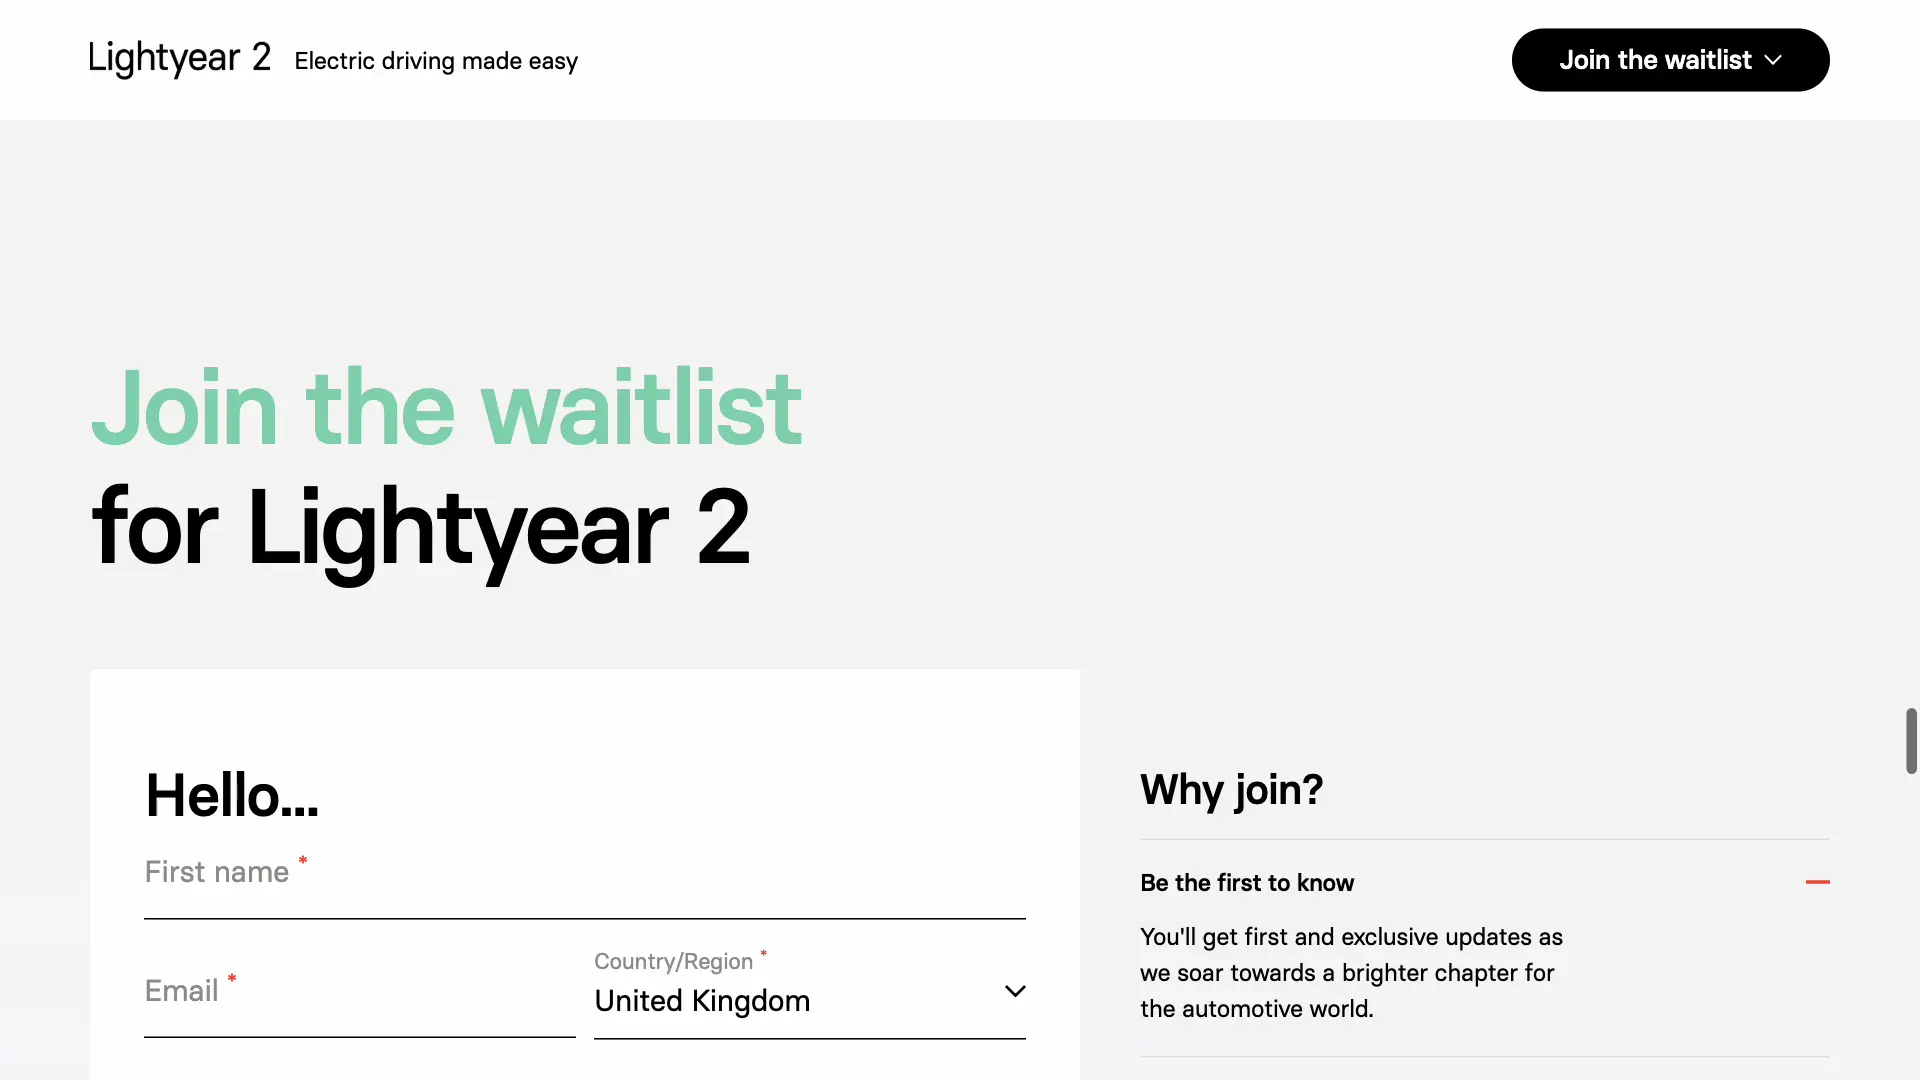 Lightyear 2 Electric driving made easy
Join the waitlist
Join the waitlist
for Lightyear 2
Hello...
First name *
Email *
Country/Region *
United Kingdom
Why join?
Be the first to know
You'll get first and exclusive updates as
we soar towards a brighter chapter for
the automotive world.